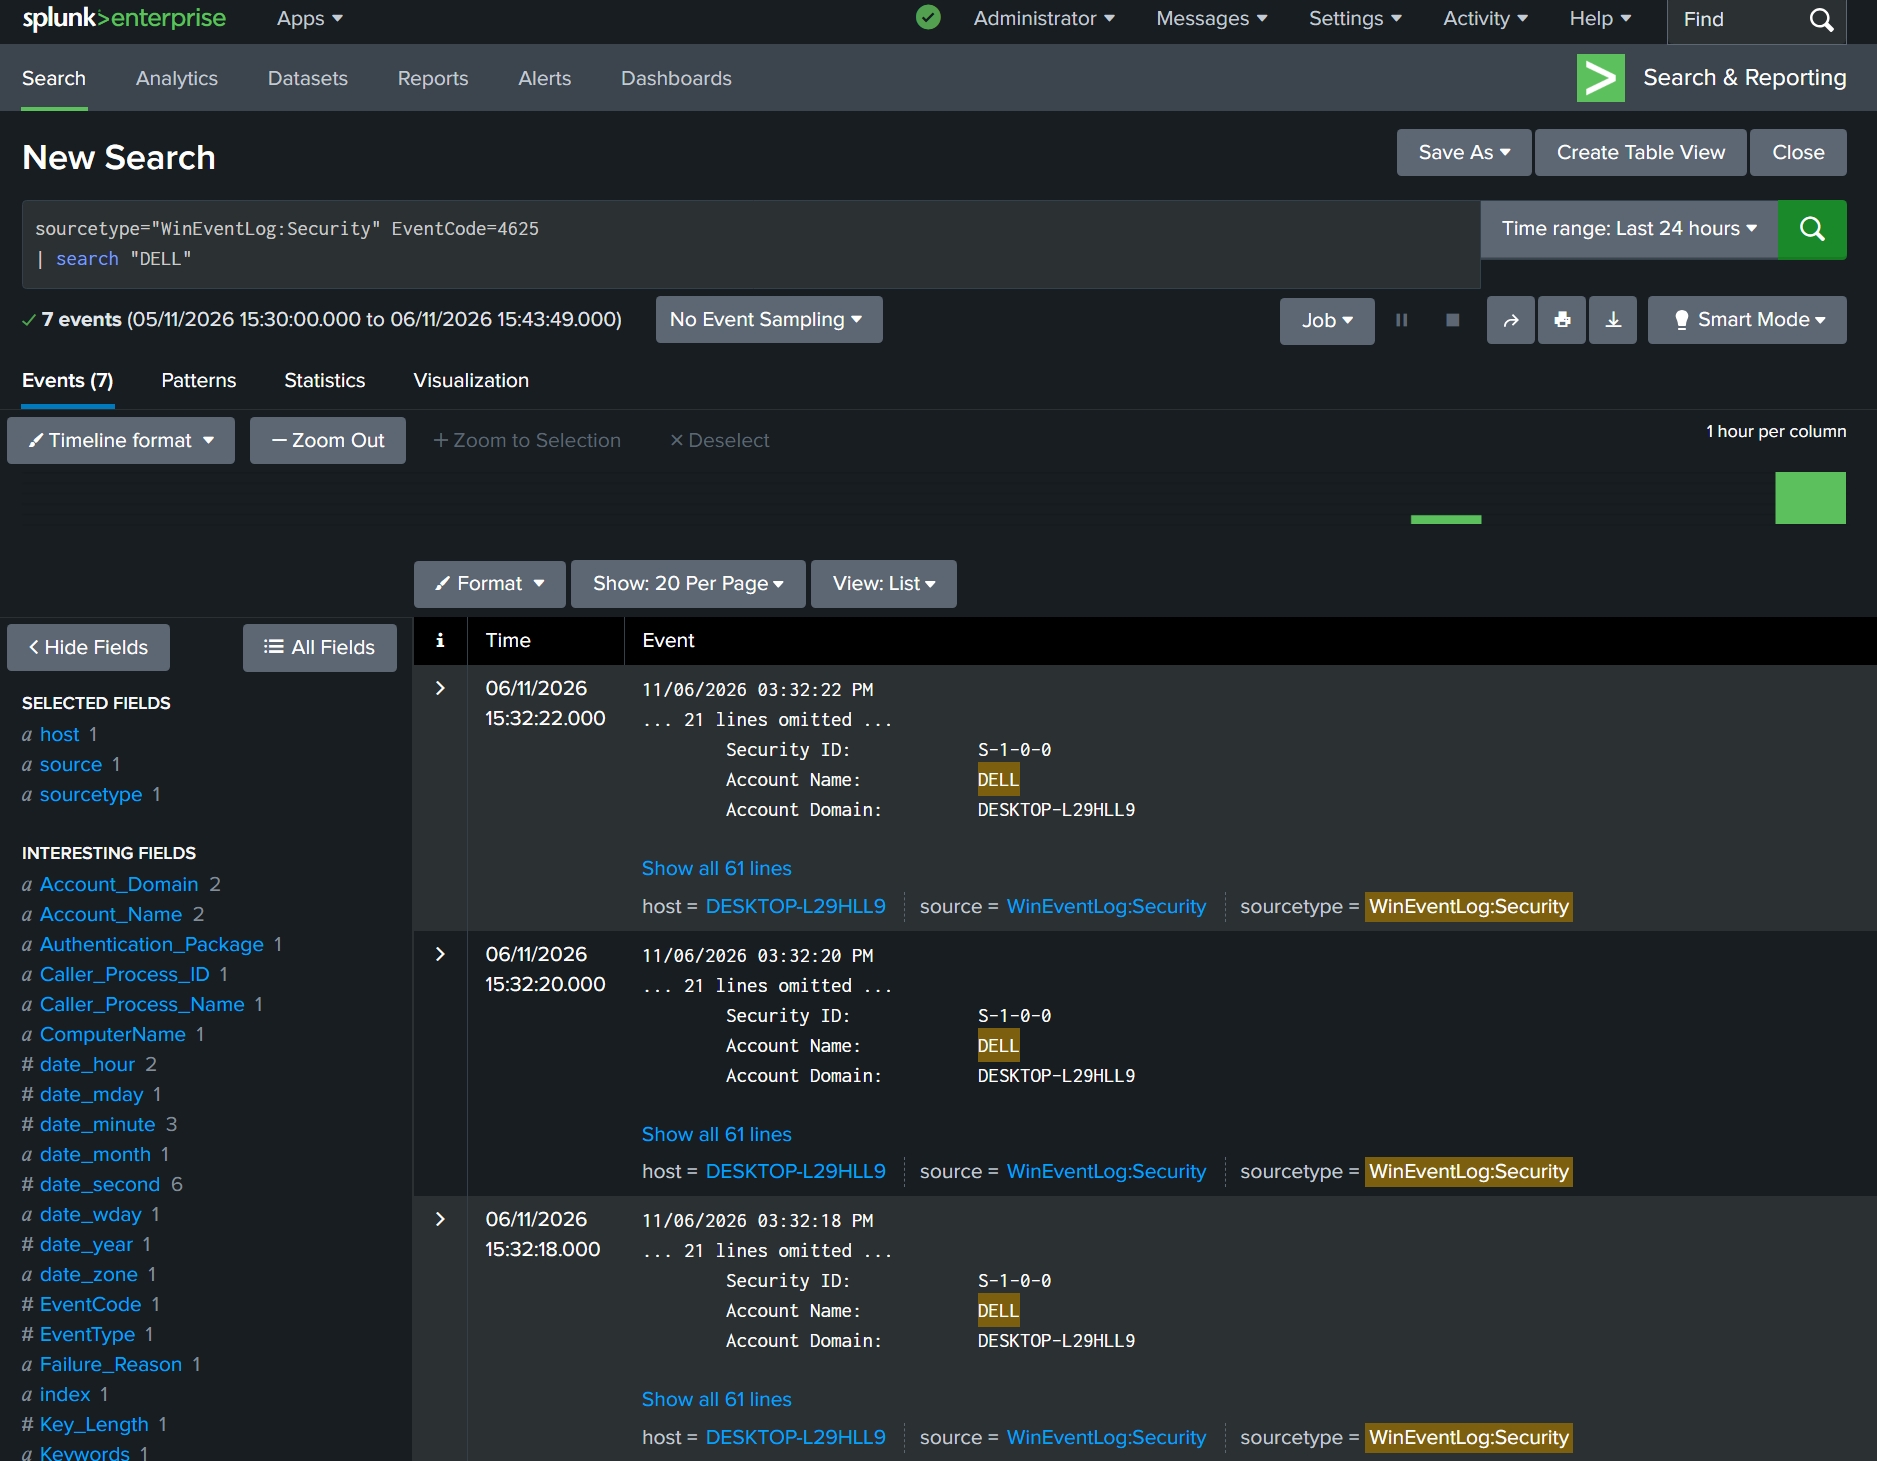 splunk>enterprise Apps Administrator Messages Settings Activity Help Find
Search Analytics Datasets Reports Alerts Dashboards Search & Reporting
New Search Save As Create Table View Close
sourcetype="WinEventLog:Security" EventCode=4625 Time range: Last 24 hours
| search "DELL"
7 events (05/11/2026 15:30:00.000 to 06/11/2026 15:43:49.000) No Event Sampling Job Smart Mode
Events (7) Patterns Statistics Visualization
Timeline format — Zoom Out + Zoom to Selection × Deselect 1 hour per column
Format Show: 20 Per Page View: List
< Hide Fields All Fields
SELECTED FIELDS
a host 1
a source 1
a sourcetype 1
INTERESTING FIELDS
a Account_Domain 2
a Account_Name 2
a Authentication_Package 1
a Caller_Process_ID 1
a Caller_Process_Name 1
a ComputerName 1
# date_hour 2
# date_mday 1
# date_minute 3
a date_month 1
# date_second 6
a date_wday 1
# date_year 1
a date_zone 1
# EventCode 1
# EventType 1
a Failure_Reason 1
a index 1
# Key_Length 1
a Keywords 1
i Time Event
> 06/11/2026 11/06/2026 03:32:22 PM
15:32:22.000 ... 21 lines omitted ...
Security ID: S-1-0-0
Account Name: DELL
Account Domain: DESKTOP-L29HLL9
Show all 61 lines
host = DESKTOP-L29HLL9 source = WinEventLog:Security sourcetype = WinEventLog:Security
> 06/11/2026 11/06/2026 03:32:20 PM
15:32:20.000 ... 21 lines omitted ...
Security ID: S-1-0-0
Account Name: DELL
Account Domain: DESKTOP-L29HLL9
Show all 61 lines
host = DESKTOP-L29HLL9 source = WinEventLog:Security sourcetype = WinEventLog:Security
> 06/11/2026 11/06/2026 03:32:18 PM
15:32:18.000 ... 21 lines omitted ...
Security ID: S-1-0-0
Account Name: DELL
Account Domain: DESKTOP-L29HLL9
Show all 61 lines
host = DESKTOP-L29HLL9 source = WinEventLog:Security sourcetype = WinEventLog:Security